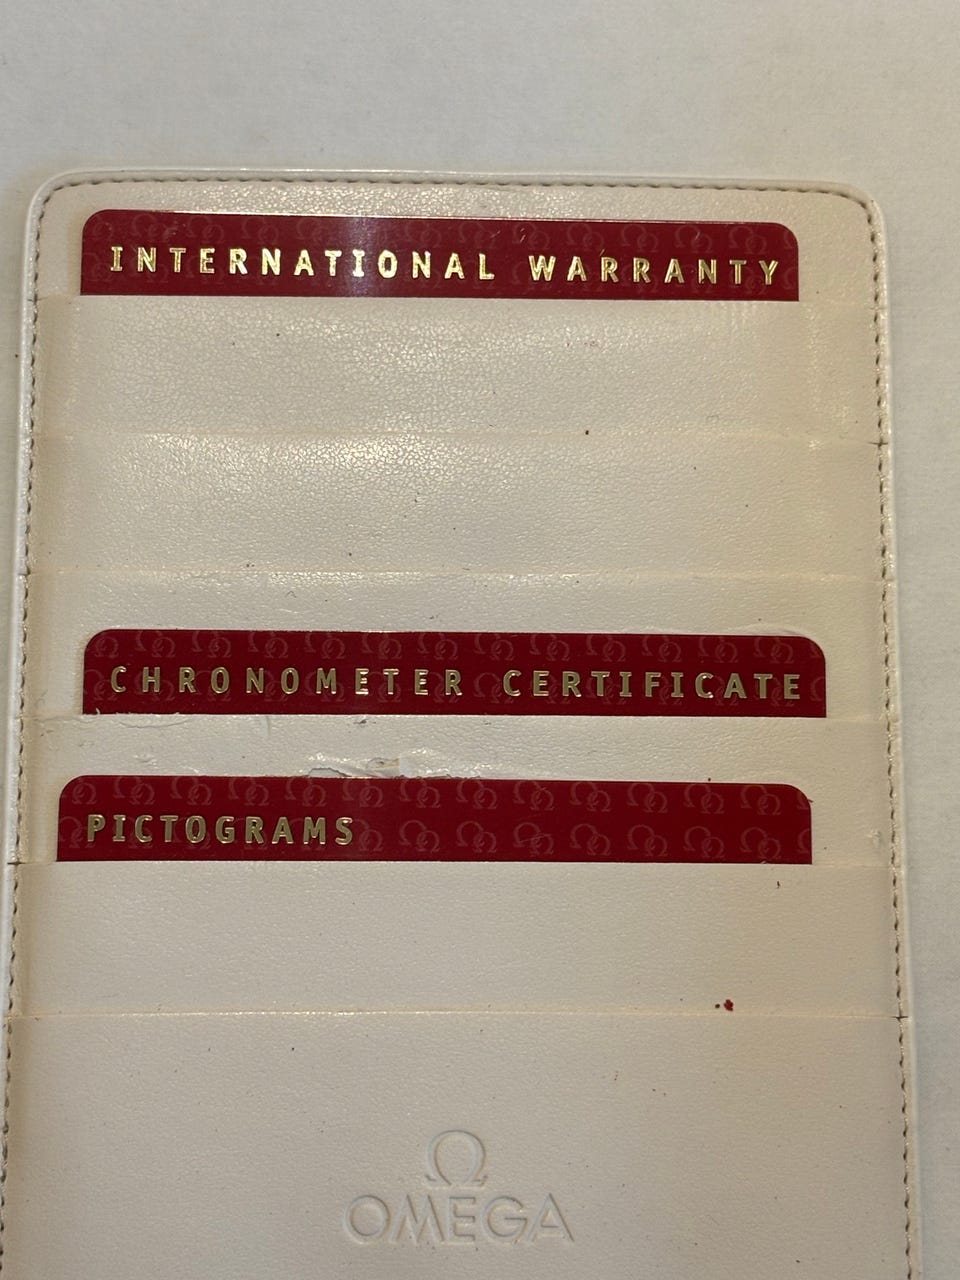 INTERNATIONAL WARRANTY
CHRONOMETER CERTIFICATE
PICTOGRAMS
Ω
OMEGA